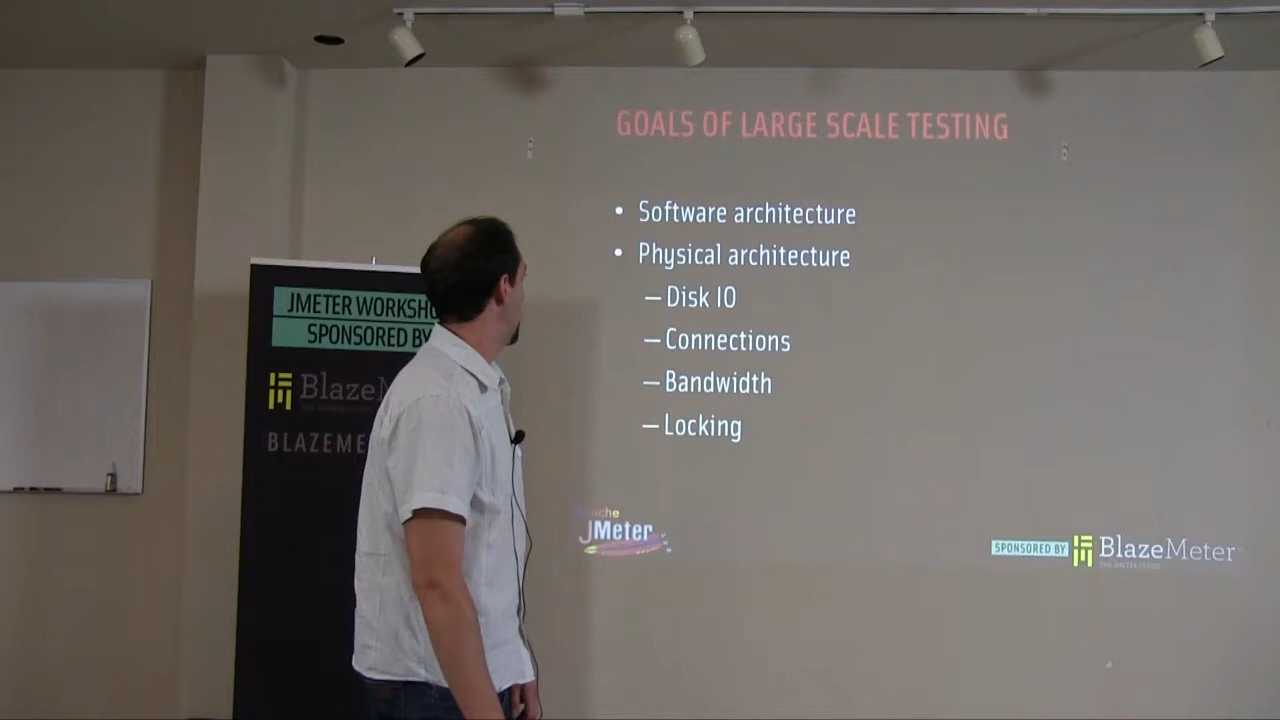 GOALS OF LARGE SCALE TESTING
• Software architecture
• Physical architecture
– Disk IO
– Connections
– Bandwidth
– Locking
JMETER WORKSHO
SPONSORED BY
BlazeM
BLAZEME
JMeter
SPONSORED BY
BlazeMeter